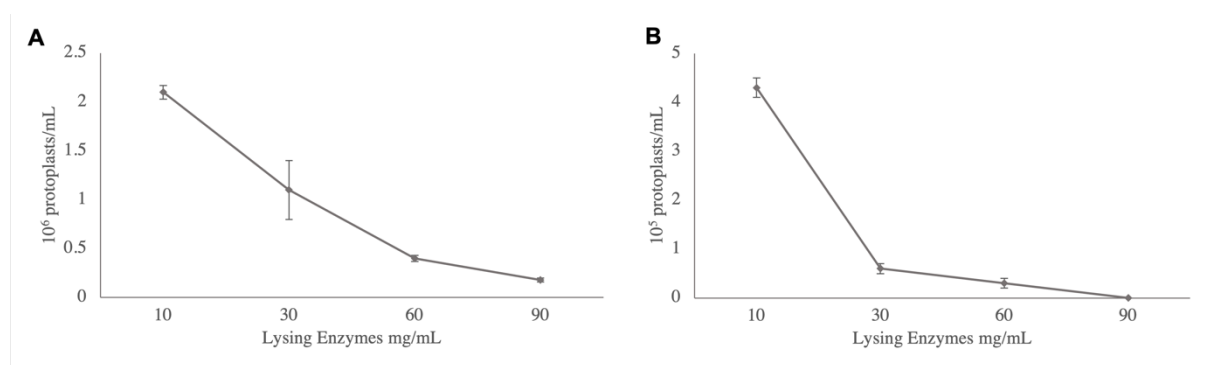 A
2.5
2
1.5
1
0.5
0
10⁶ protoplasts/mL
10 30 60 90
Lysing Enzymes mg/mL
B
5
4
3
2
1
0
10⁵ protoplasts/mL
10 30 60 90
Lysing Enzymes mg/mL